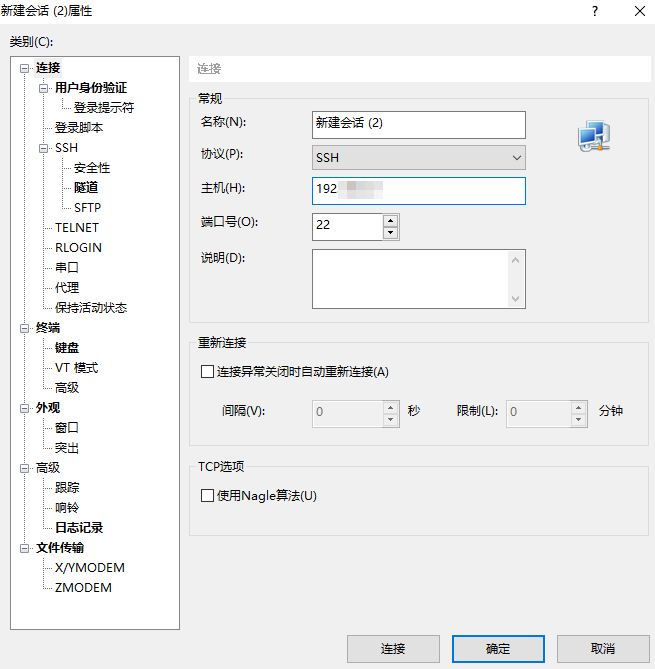 新建会话 (2)属性
?
类别(C):
连接
用户身份验证
登录提示符
登录脚本
SSH
安全性
隧道
SFTP
TELNET
RLOGIN
串口
代理
保持活动状态
终端
键盘
VT 模式
高级
外观
窗口
突出
高级
跟踪
响铃
日志记录
文件传输
X/YMODEM
ZMODEM
连接
常规
名称(N): 新建会话 (2)
协议(P): SSH
主机(H): 192
端口号(O): 22
说明(D):
重新连接
连接异常关闭时自动重新连接(A)
间隔(V): 0 秒 限制(L): 0 分钟
TCP选项
使用Nagle算法(U)
连接 确定 取消